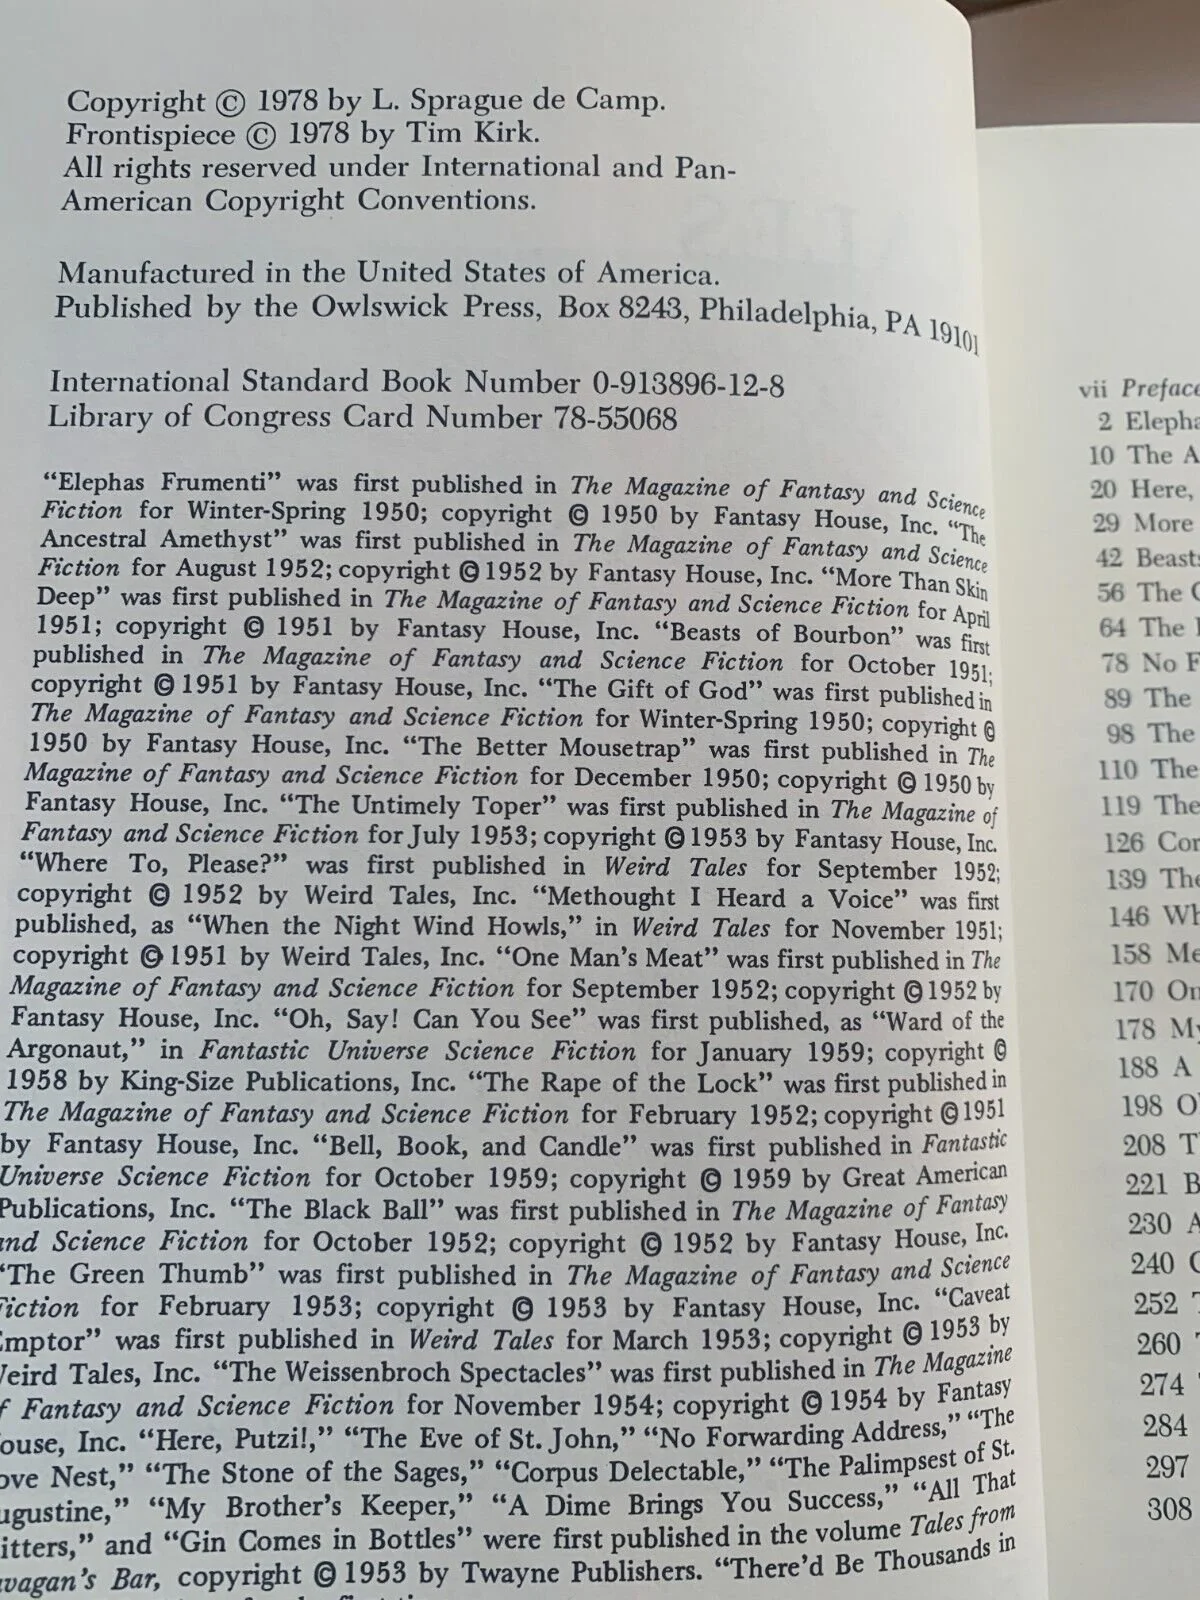 Copyright © 1978 by L. Sprague de Camp.
Frontispiece © 1978 by Tim Kirk.
All rights reserved under International and Pan-
American Copyright Conventions.
Manufactured in the United States of America.
Published by the Owlswick Press, Box 8243, Philadelphia, PA 19101
International Standard Book Number 0-913896-12-8
Library of Congress Card Number 78-55068
“Elephas Frumenti” was first published in The Magazine of Fantasy and Science
Fiction for Winter-Spring 1950; copyright © 1950 by Fantasy House, Inc. “The
Ancestral Amethyst” was first published in The Magazine of Fantasy and Science
Fiction for August 1952; copyright © 1952 by Fantasy House, Inc. “More Than Skin
Deep” was first published in The Magazine of Fantasy and Science Fiction for April
1951; copyright © 1951 by Fantasy House, Inc. “Beasts of Bourbon” was first
published in The Magazine of Fantasy and Science Fiction for October 1951;
copyright © 1951 by Fantasy House, Inc. “The Gift of God” was first published in
The Magazine of Fantasy and Science Fiction for Winter-Spring 1950; copyright ©
1950 by Fantasy House, Inc. “The Better Mousetrap” was first published in The
Magazine of Fantasy and Science Fiction for December 1950; copyright © 1950 by
Fantasy House, Inc. “The Untimely Toper” was first published in The Magazine of
Fantasy and Science Fiction for July 1953; copyright © 1953 by Fantasy House, Inc.
“Where To, Please?” was first published in Weird Tales for September 1952;
copyright © 1952 by Weird Tales, Inc. “Methought I Heard a Voice” was first
published, as “When the Night Wind Howls,” in Weird Tales for November 1951;
copyright © 1951 by Weird Tales, Inc. “One Man’s Meat” was first published in The
Magazine of Fantasy and Science Fiction for September 1952; copyright © 1952 by
Fantasy House, Inc. “Oh, Say! Can You See” was first published, as “Ward of the
Argonaut,” in Fantastic Universe Science Fiction for January 1959; copyright ©
1958 by King-Size Publications, Inc. “The Rape of the Lock” was first published in
The Magazine of Fantasy and Science Fiction for February 1952; copyright © 1951
by Fantasy House, Inc. “Bell, Book, and Candle” was first published in Fantastic
Universe Science Fiction for October 1959; copyright © 1959 by Great American
Publications, Inc. “The Black Ball” was first published in The Magazine of Fantasy
nd Science Fiction for October 1952; copyright © 1952 by Fantasy House, Inc.
“The Green Thumb” was first published in The Magazine of Fantasy and Science
Fiction for February 1953; copyright © 1953 by Fantasy House, Inc. “Caveat
Emptor” was first published in Weird Tales for March 1953; copyright © 1953 by
Weird Tales, Inc. “The Weissenbroch Spectacles” was first published in The Magazine
f Fantasy and Science Fiction for November 1954; copyright © 1954 by Fantasy
ouse, Inc. “Here, Putzi!,” “The Eve of St. John,” “No Forwarding Address,” “The
ove Nest,” “The Stone of the Sages,” “Corpus Delectable,” “The Palimpsest of St.
ugustine,” “My Brother’s Keeper,” “A Dime Brings You Success,” “All That
itters,” and “Gin Comes in Bottles” were first published in the volume Tales from
vagan’s Bar, copyright © 1953 by Twayne Publishers. “There’d Be Thousands in
vii Preface
2 Elepha
10 The A
20 Here,
29 More
42 Beasts
56 The
64 The
78 No F
89 The
98 The
110 The
119 The
126 Cor
139 The
146 Wh
158 Me
170 On
178 My
188 A
198 O
208 T
221 B
230 A
240
252 T
260
274
284
297
308